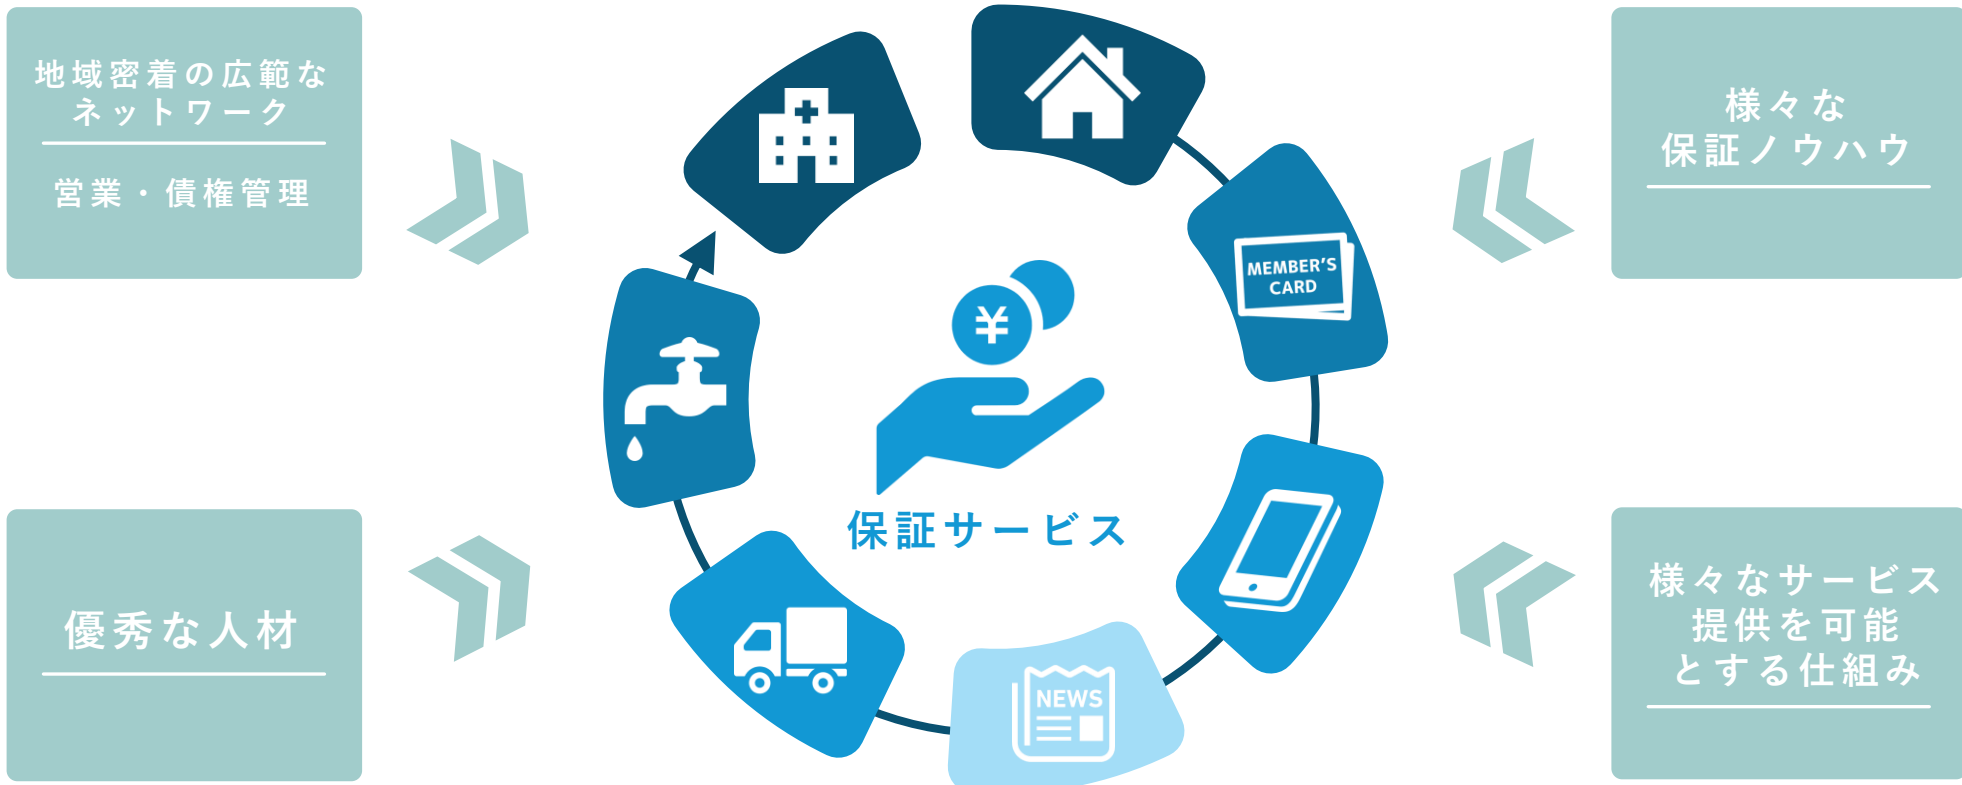 地域密着の広範な
ネットワーク
営業・債権管理
様々な
保証ノウハウ
MEMBER'S
CARD
¥
保証サービス
NEWS
優秀な人材
様々なサービス
提供を可能
とする仕組み